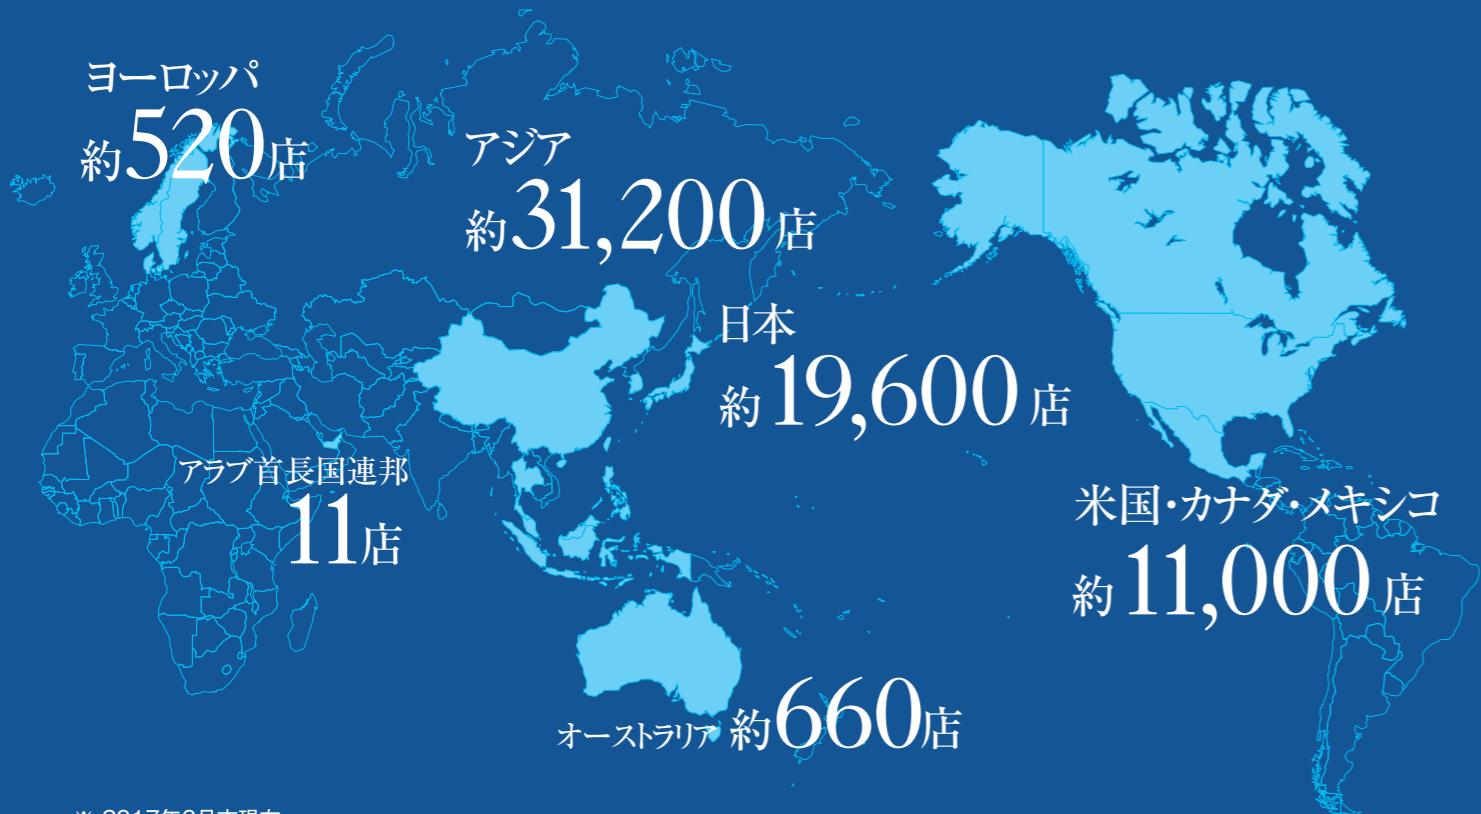 ヨーロッパ
約520店
アジア
約31,200店
日本
約19,600店
アラブ首長国連邦
11店
米国・カナダ・メキシコ
約11,000店
オーストラリア 約660店